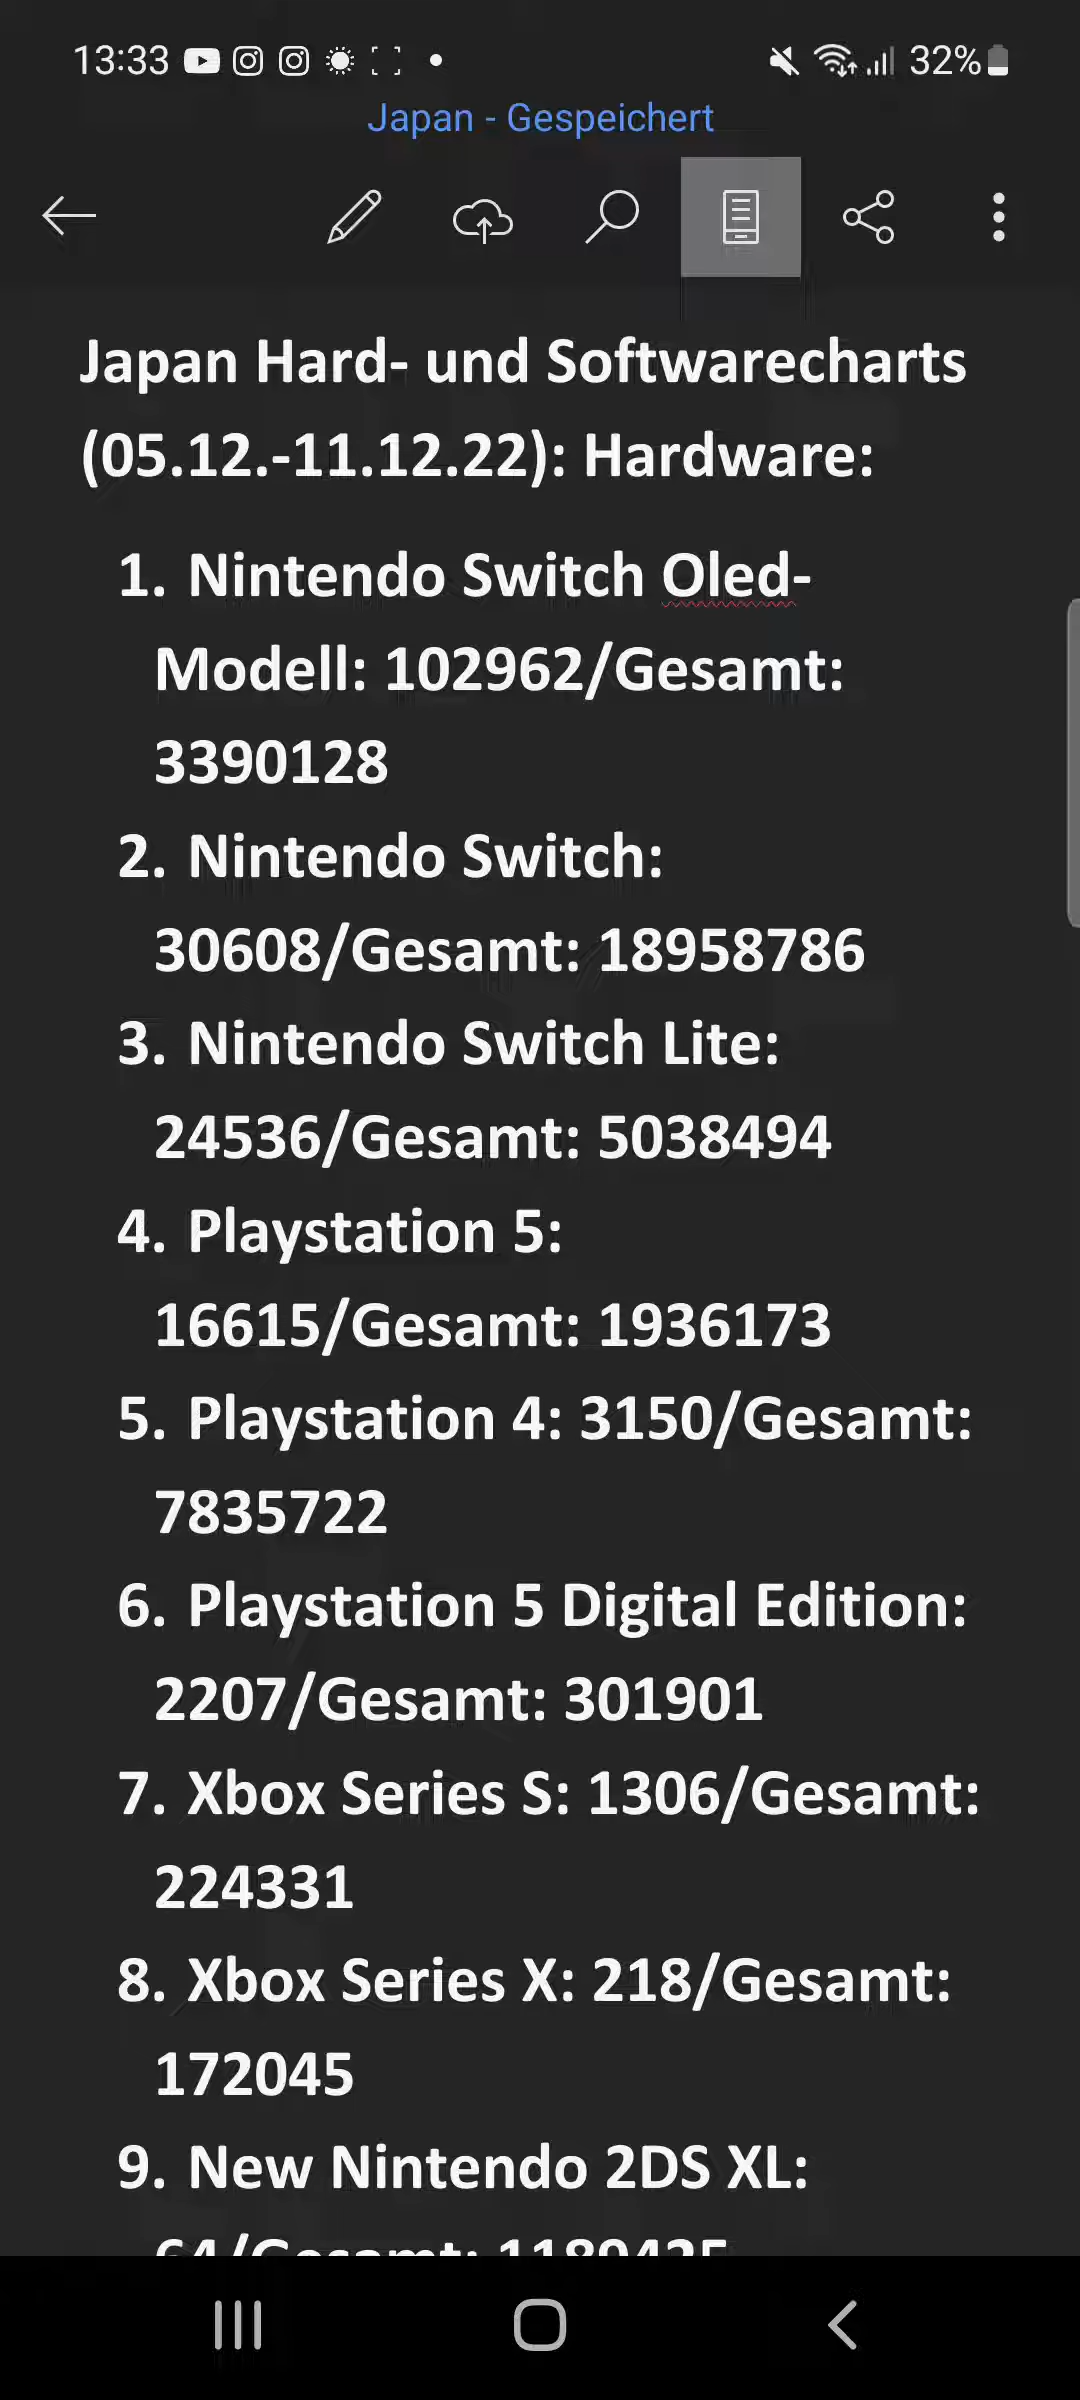 13:33
32%
Japan - Gespeichert
Japan Hard- und Softwarecharts
(05.12.-11.12.22): Hardware:
1. Nintendo Switch Oled-
Modell: 102962/Gesamt:
3390128
2. Nintendo Switch:
30608/Gesamt: 18958786
3. Nintendo Switch Lite:
24536/Gesamt: 5038494
4. Playstation 5:
16615/Gesamt: 1936173
5. Playstation 4: 3150/Gesamt:
7835722
6. Playstation 5 Digital Edition:
2207/Gesamt: 301901
7. Xbox Series S: 1306/Gesamt:
224331
8. Xbox Series X: 218/Gesamt:
172045
9. New Nintendo 2DS XL:
64/Gesamt: